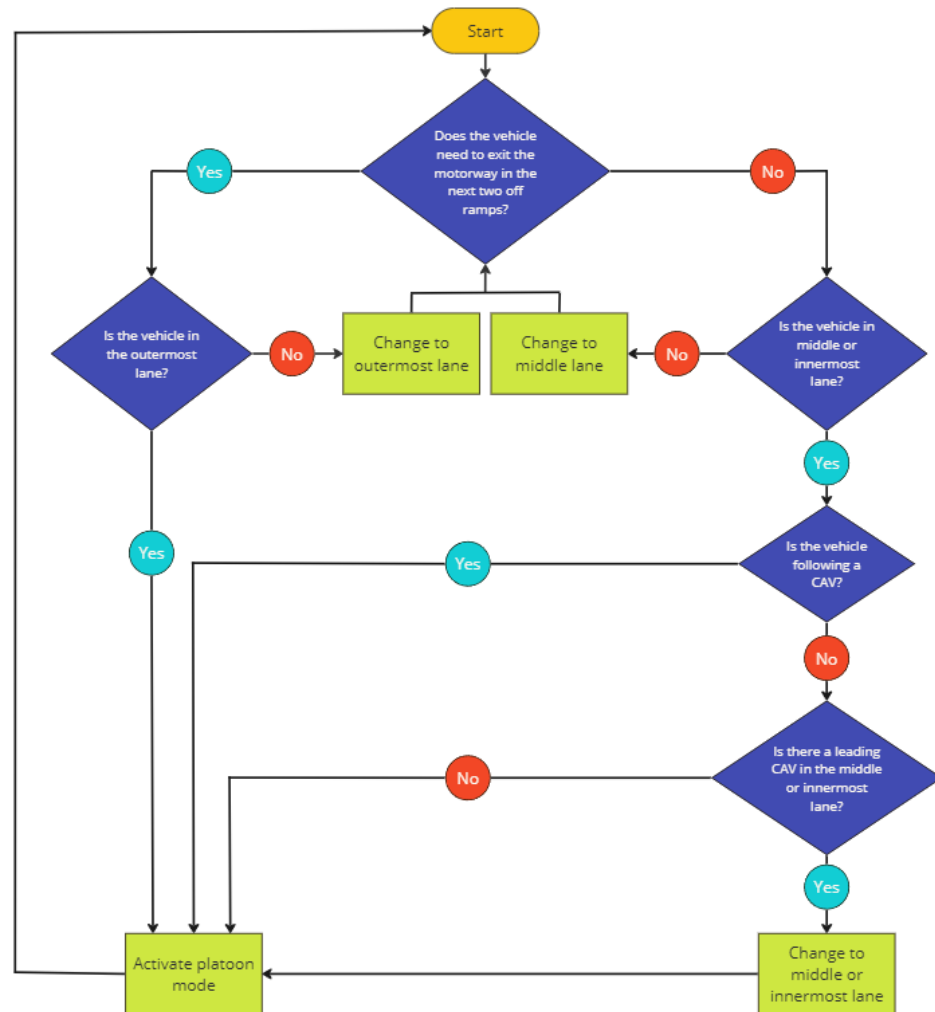 Start
Does the vehicle
need to exit the
motorway in the
next two off
ramps?
Yes
No
Is the vehicle in
the outermost
lane?
No
Change to
outermost lane
Change to
middle lane
No
Is the vehicle in
middle or
innermost
lane?
Yes
Yes
Yes
Is the vehicle
following a
CAV?
No
No
Is there a leading
CAV in the middle
or innermost
lane?
Yes
Activate platoon
mode
Change to
middle or
innermost lane